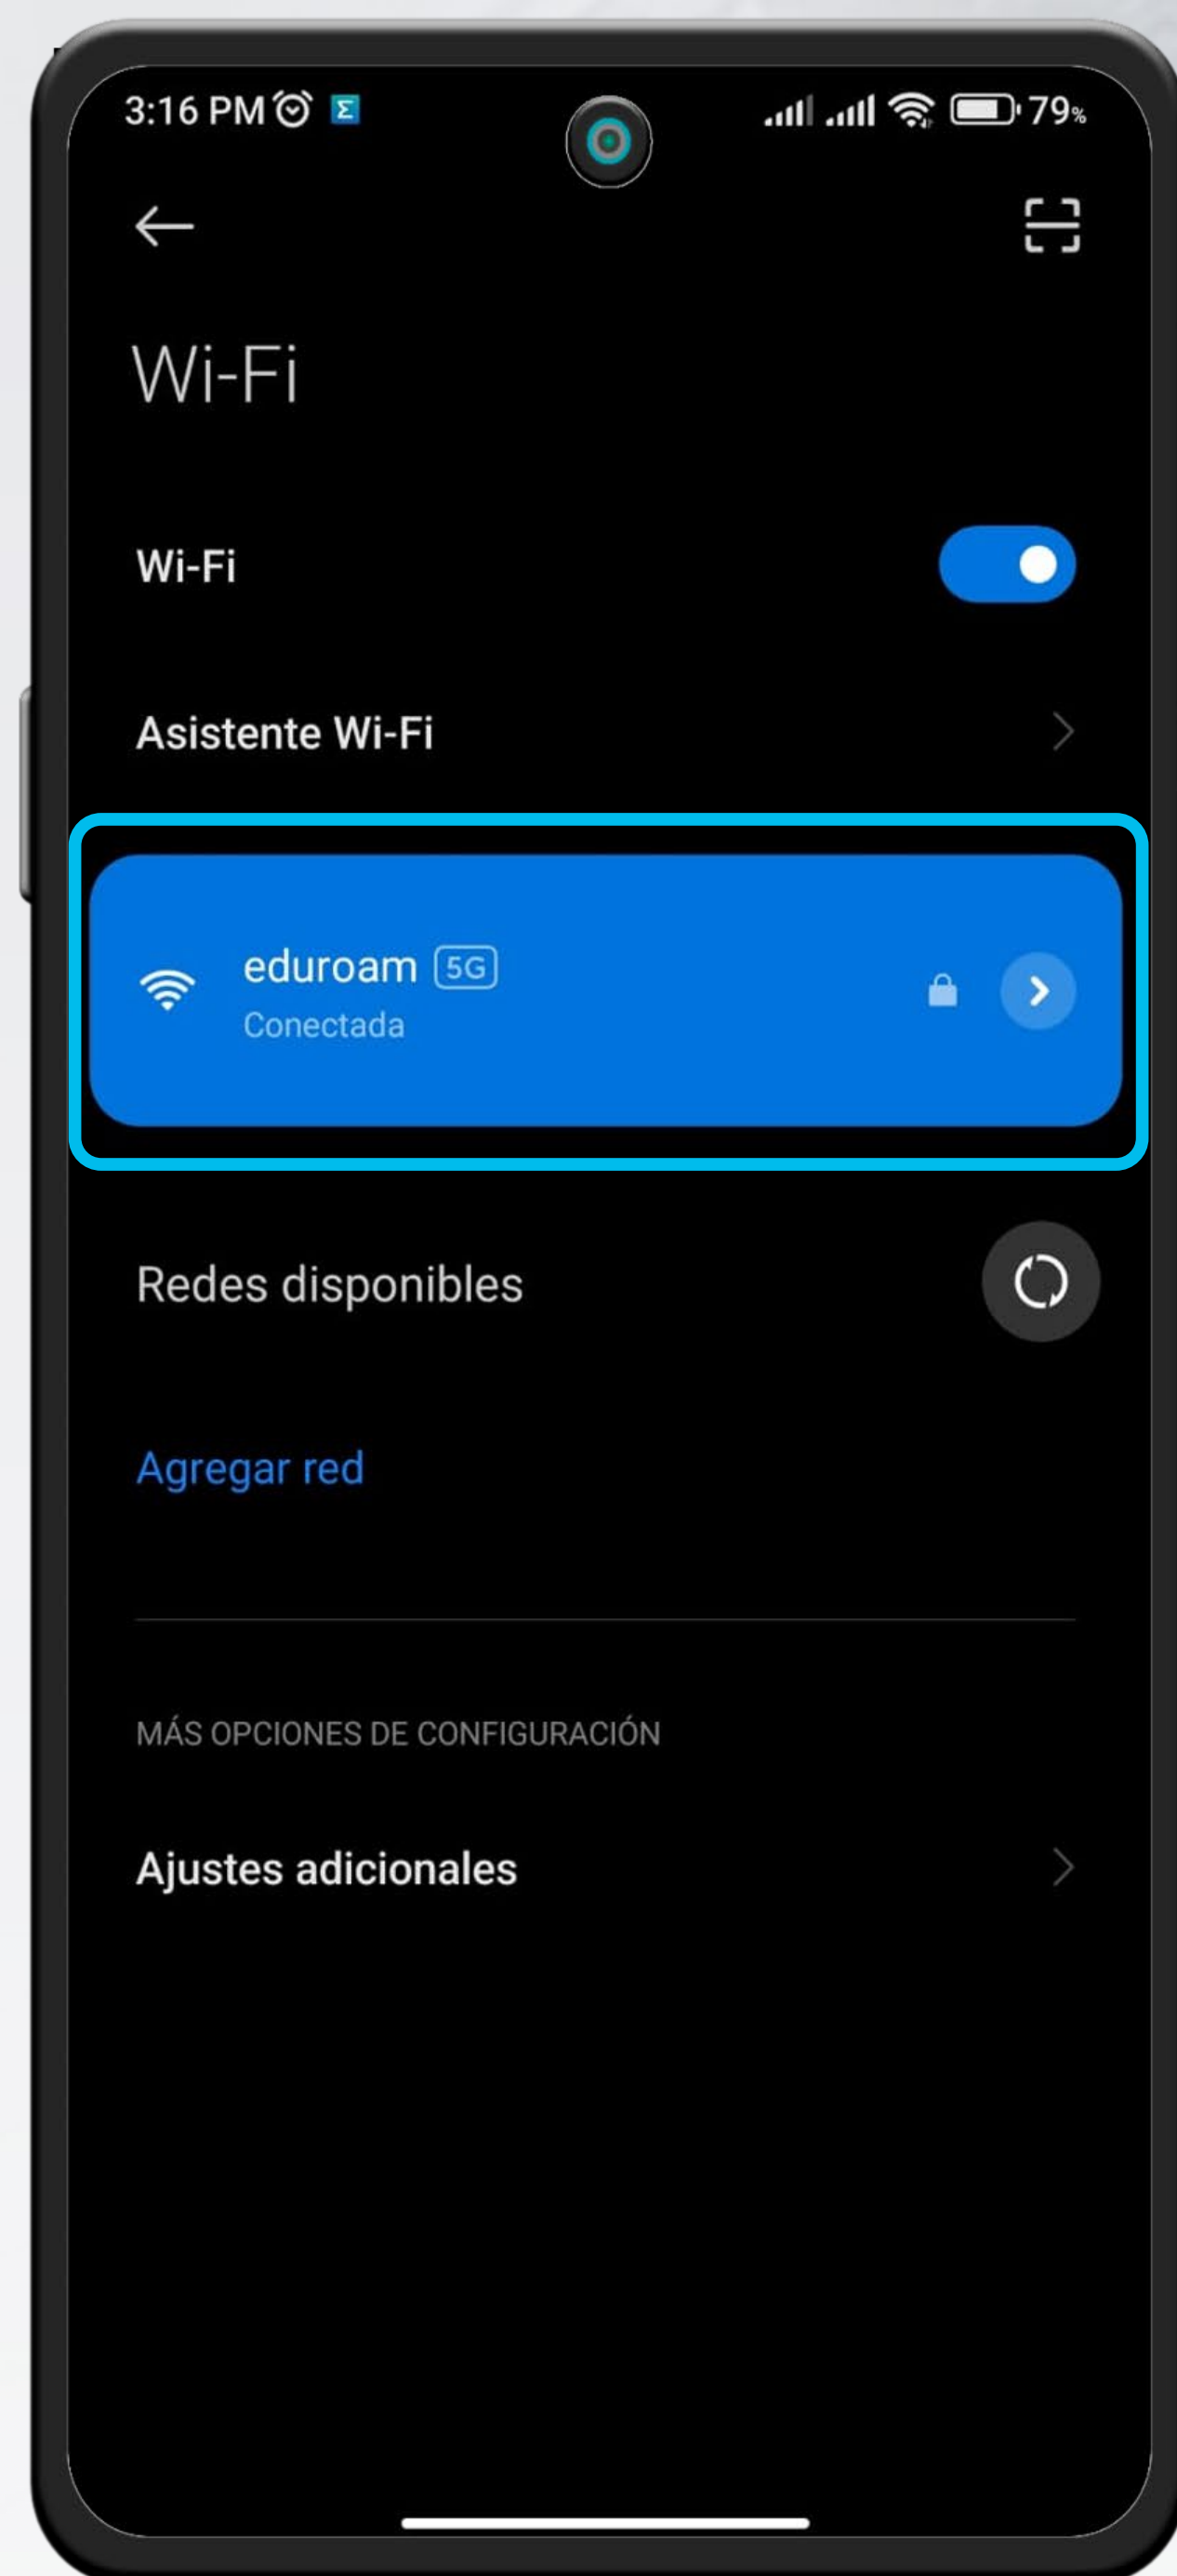 3:16 PM Σ 79%
Wi-Fi
Wi-Fi
Asistente Wi-Fi
eduroam 5G
Conectada
Redes disponibles
Agregar red
MÁS OPCIONES DE CONFIGURACIÓN
Ajustes adicionales